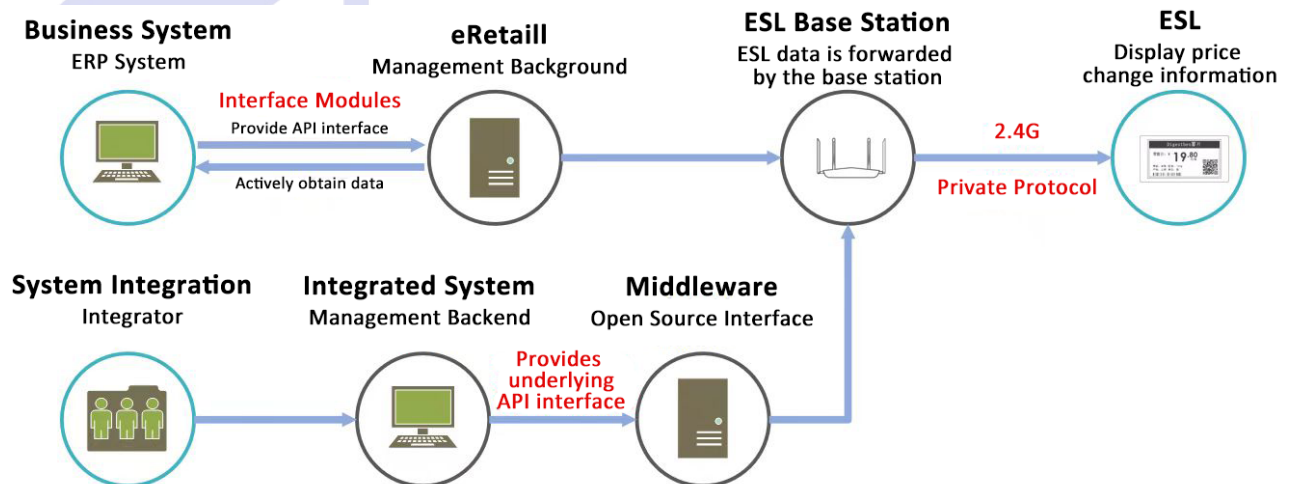 Business System
ERP System
eRetaill
Management Background
ESL Base Station
ESL data is forwarded
by the base station
ESL
Display price
change information
Interface Modules
Provide API interface
Actively obtain data
2.4G
Private Protocol
19.80
System Integration
Integrator
Integrated System
Management Backend
Middleware
Open Source Interface
Provides
underlying
API interface